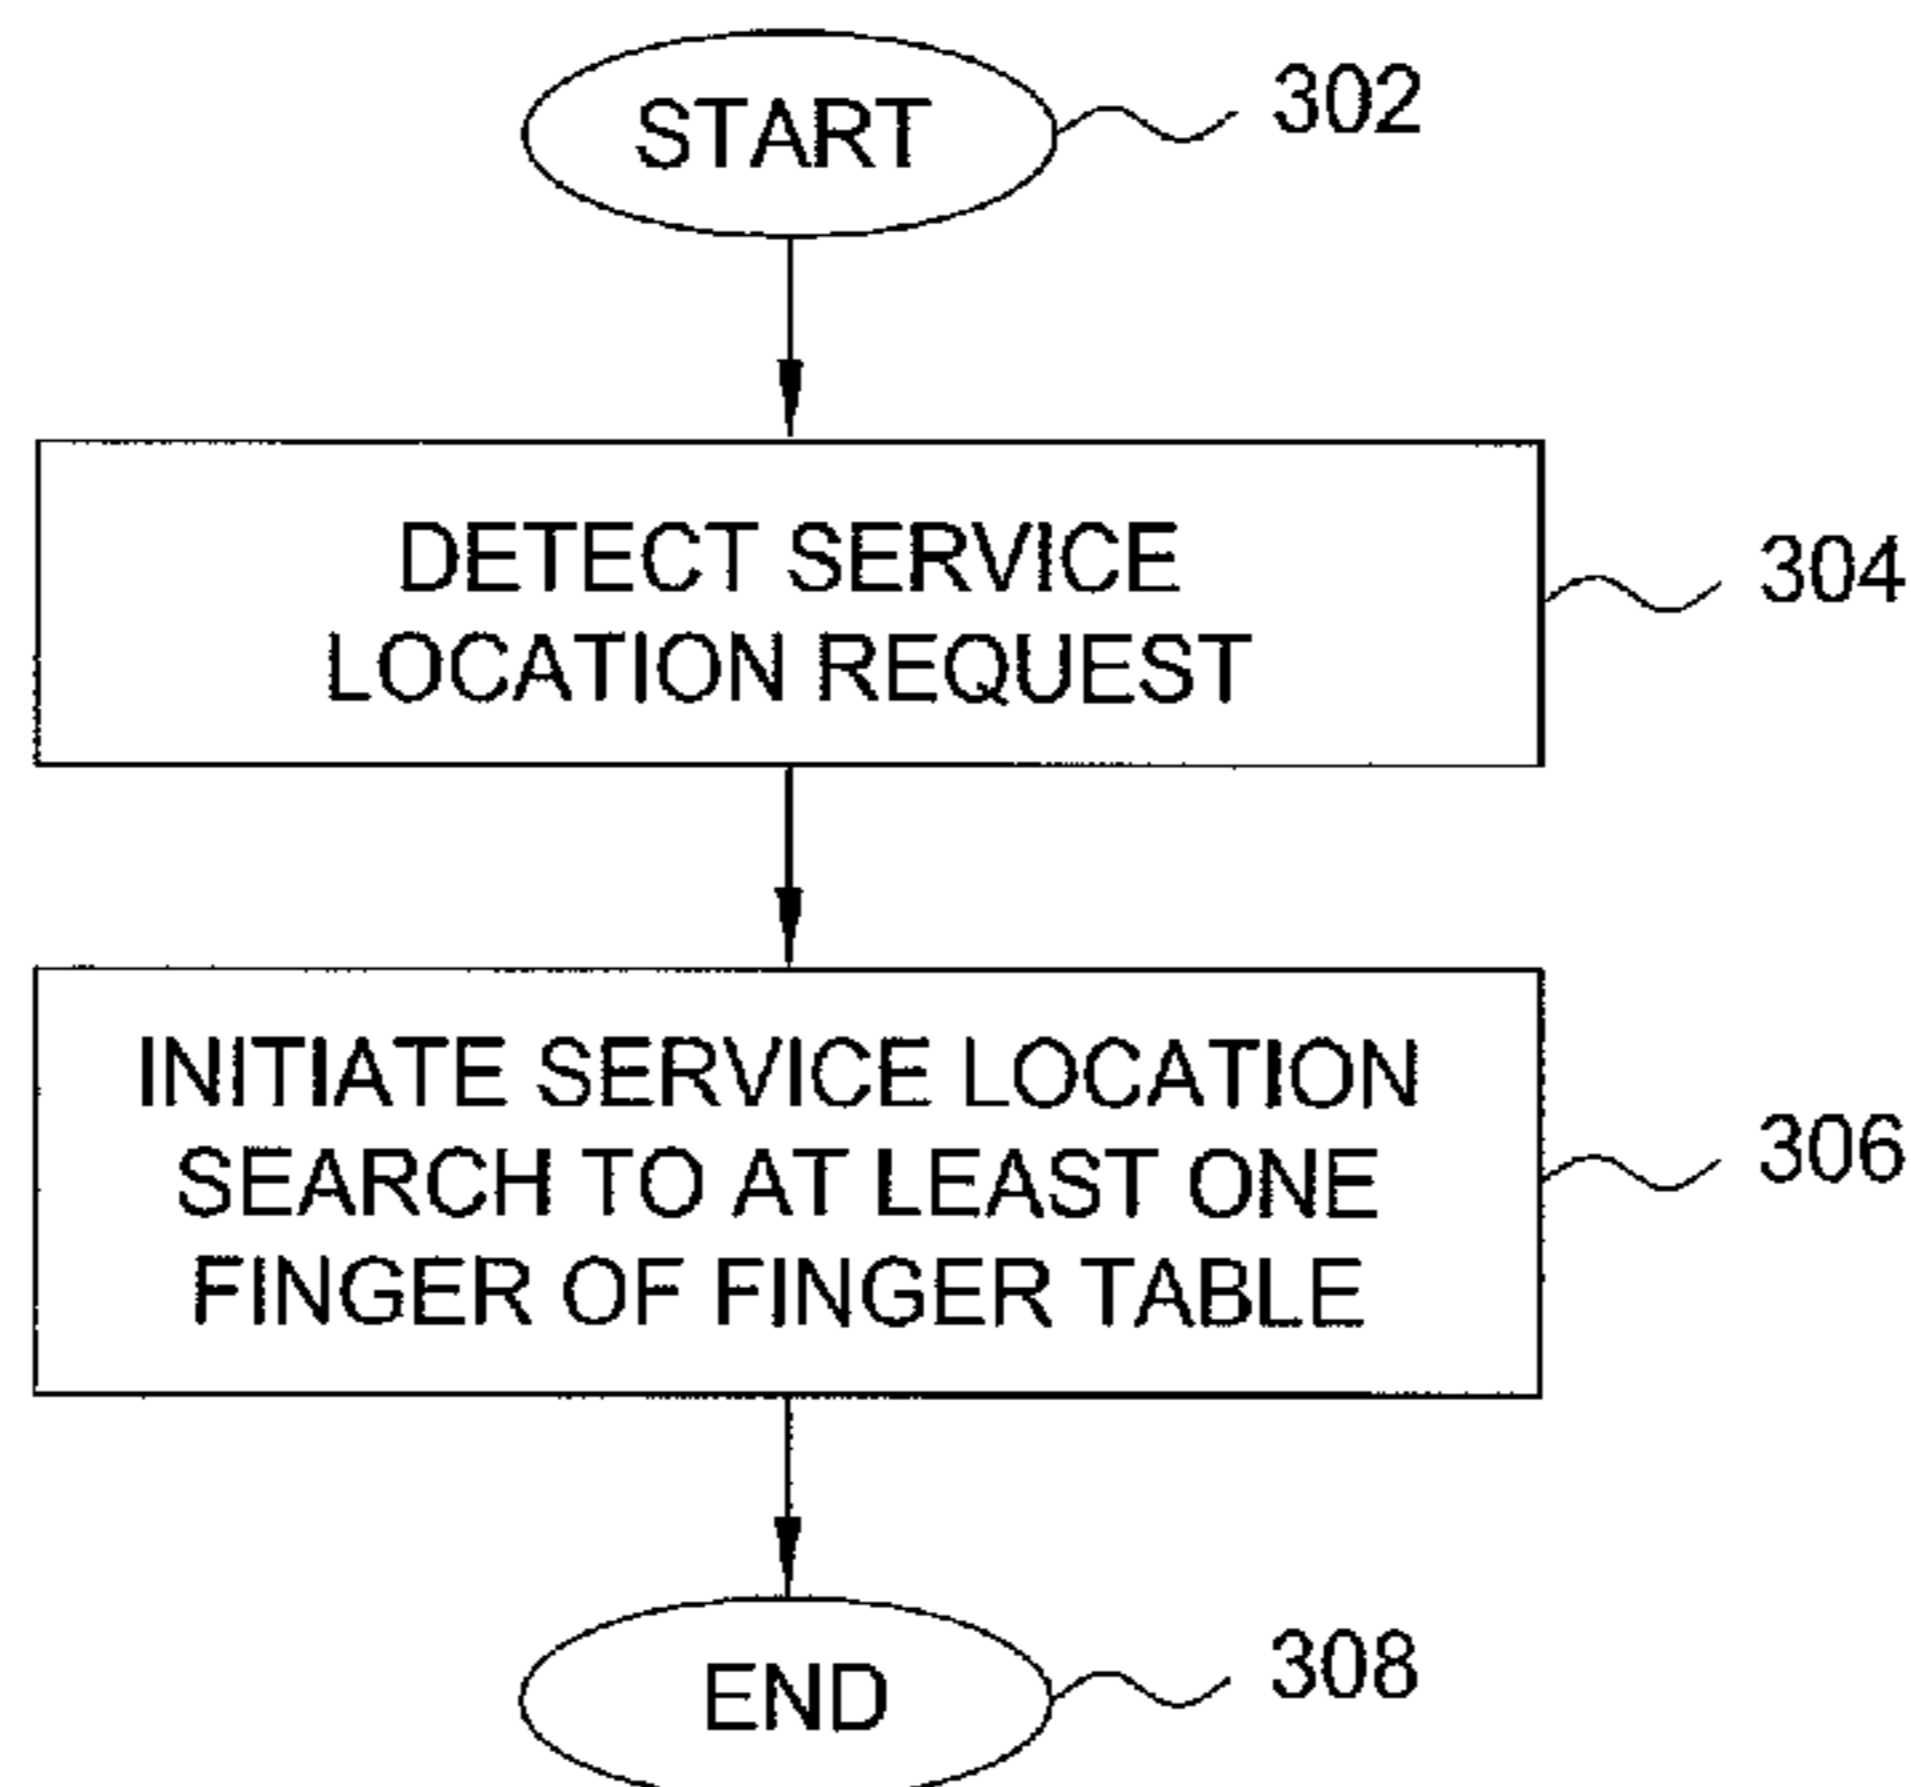 START
302
DETECT SERVICE
LOCATION REQUEST
304
INITIATE SERVICE LOCATION
SEARCH TO AT LEAST ONE
FINGER OF FINGER TABLE
306
END
308